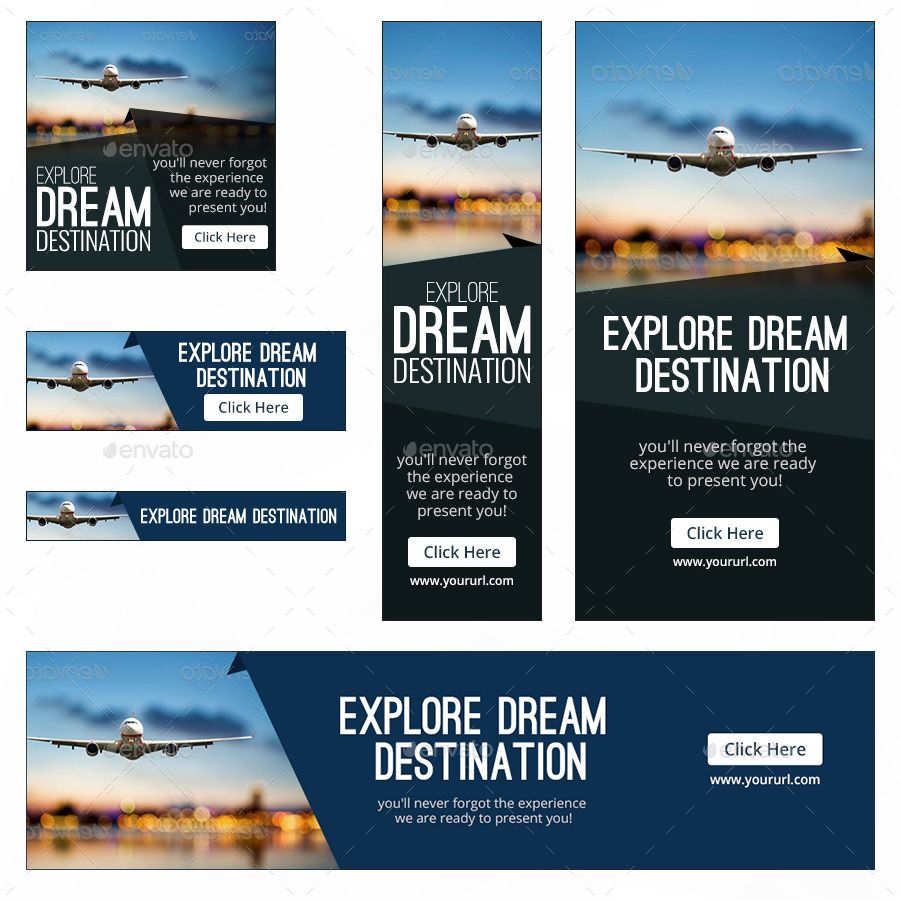 EXPLORE
DREAM
DESTINATION
you'll never forgot
the experience
we are ready to
present you!
Click Here
envato
EXPLORE DREAM
DESTINATION
Click Here
envato
EXPLORE DREAM DESTINATION
envato
EXPLORE
DREAM
DESTINATION
you'll never forgot
the experience
we are ready to
present you!
Click Here
www.yoururl.com
envato
envato
EXPLORE DREAM
DESTINATION
you'll never forgot the
experience we are ready
to present you!
Click Here
www.yoururl.com
envato
envato
EXPLORE DREAM
DESTINATION
you'll never forgot the experience
we are ready to present you!
Click Here
www.yoururl.com
envato
envato
envato